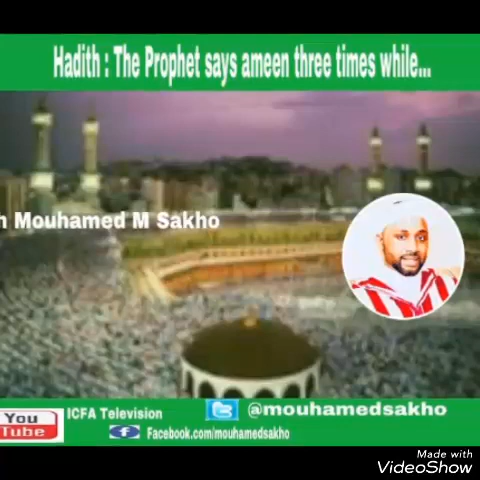 Hadith : The Prophet says ameen three times while...
h Mouhamed M Sakho
You
Tube
ICFA Television
@mouhamedsakho
Facebook.com/mouhamedsakho
Made with
VideoShow